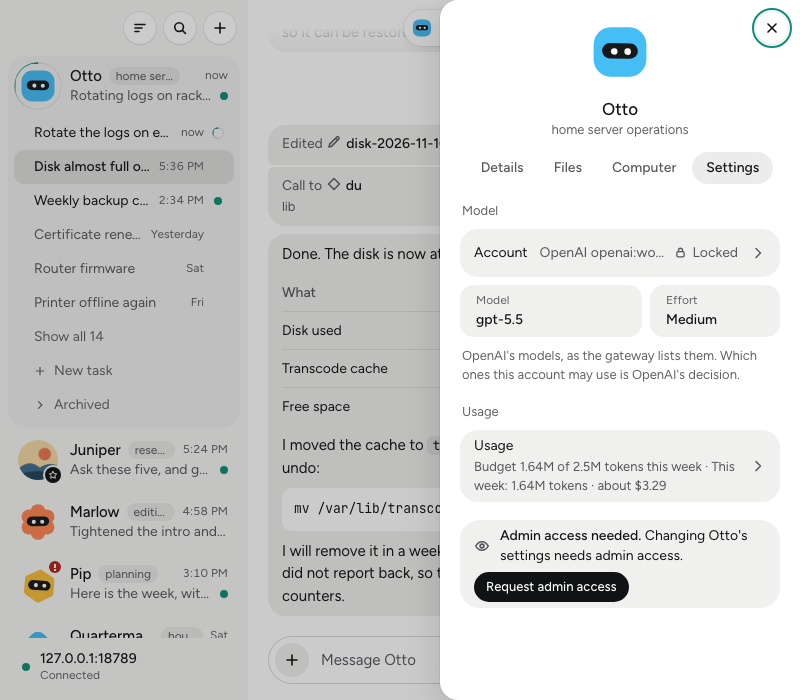 Otto home ser... now
Rotating logs on rack...
Rotate the logs on e... now
Disk almost full o... 5:36 PM
Weekly backup c... 2:34 PM
Certificate rene... Yesterday
Router firmware Sat
Printer offline again Fri
Show all 14
+ New task
Archived
Juniper rese... 5:24 PM
Ask these five, and g...
Marlow editi... 4:58 PM
Tightened the intro and...
Pip planning 3:10 PM
Here is the week, wit...
Quarterma hou... Sat
127.0.0.1:18789
Connected
so it can be restor
Edited disk-2026-11-1
Call to du
lib
Done. The disk is now at
What
Disk used
Transcode cache
Free space
I moved the cache to
undo:
mv /var/lib/transco
I will remove it in a week
did not report back, so t
counters.
Message Otto
Otto
home server operations
Details Files Computer Settings
Model
Account OpenAI openai:wo... Locked
Model
gpt-5.5
Effort
Medium
OpenAI's models, as the gateway lists them. Which
ones this account may use is OpenAI's decision.
Usage
Usage
Budget 1.64M of 2.5M tokens this week · This
week: 1.64M tokens · about $3.29
Admin access needed. Changing Otto's
settings needs admin access.
Request admin access